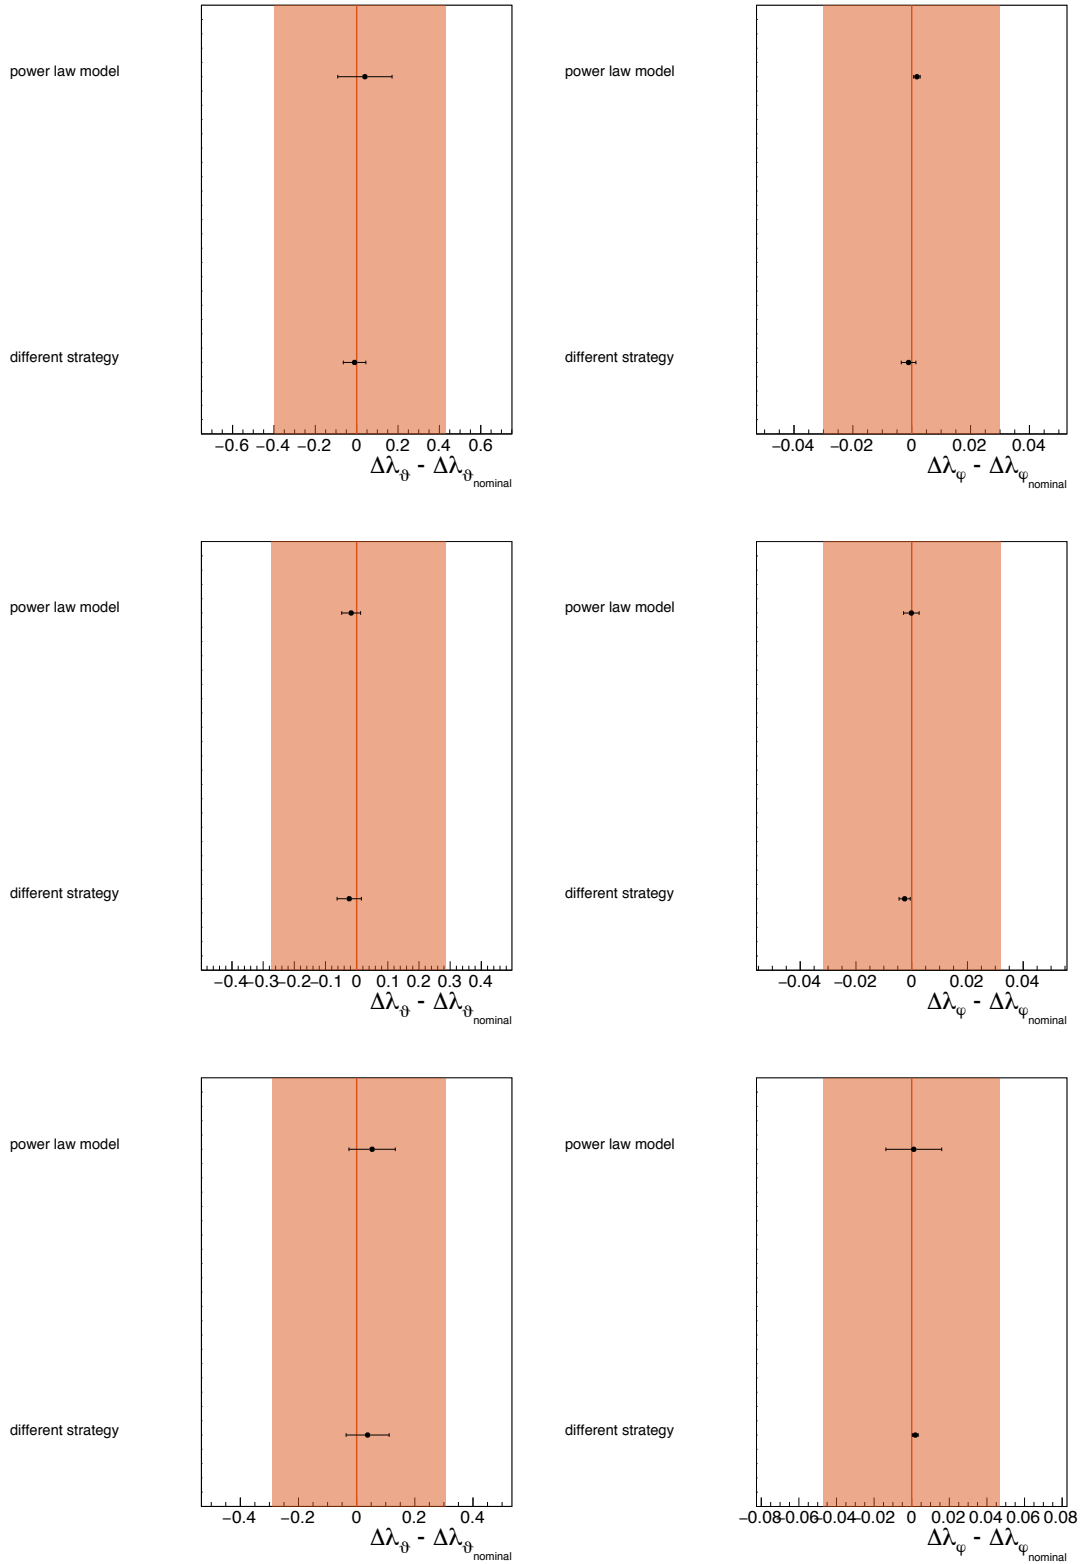 power law model
different strategy
−0.6 −0.4 −0.2 0 0.2 0.4 0.6
Δλϑ - Δλϑnominal
power law model
different strategy
−0.04 −0.02 0 0.02 0.04
Δλφ - Δλφnominal
power law model
different strategy
−0.4 −0.3 −0.2 −0.1 0 0.1 0.2 0.3 0.4
Δλϑ - Δλϑnominal
power law model
different strategy
−0.04 −0.02 0 0.02 0.04
Δλφ - Δλφnominal
power law model
different strategy
−0.4 −0.2 0 0.2 0.4
Δλϑ - Δλϑnominal
power law model
different strategy
−0.08 −0.06 −0.04 −0.02 0 0.02 0.04 0.06 0.08
Δλφ - Δλφnominal